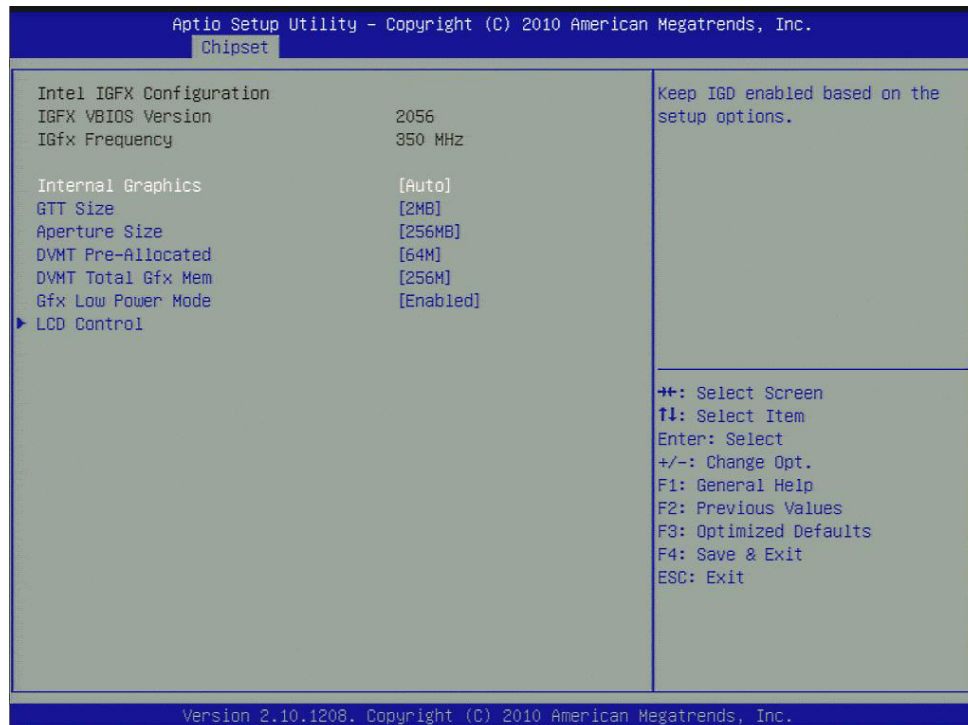 Aptio Setup Utility – Copyright (C) 2010 American Megatrends, Inc.
Chipset
Intel IGFX Configuration
IGFX VBIOS Version 2056
IGfx Frequency 350 MHz
Internal Graphics [Auto]
GTT Size [2MB]
Aperture Size [256MB]
DVMT Pre-Allocated [64M]
DVMT Total Gfx Mem [256M]
Gfx Low Power Mode [Enabled]
▶ LCD Control
Keep IGD enabled based on the
setup options.
→←: Select Screen
↑↓: Select Item
Enter: Select
+/-: Change Opt.
F1: General Help
F2: Previous Values
F3: Optimized Defaults
F4: Save & Exit
ESC: Exit
Version 2.10.1208. Copyright (C) 2010 American Megatrends, Inc.